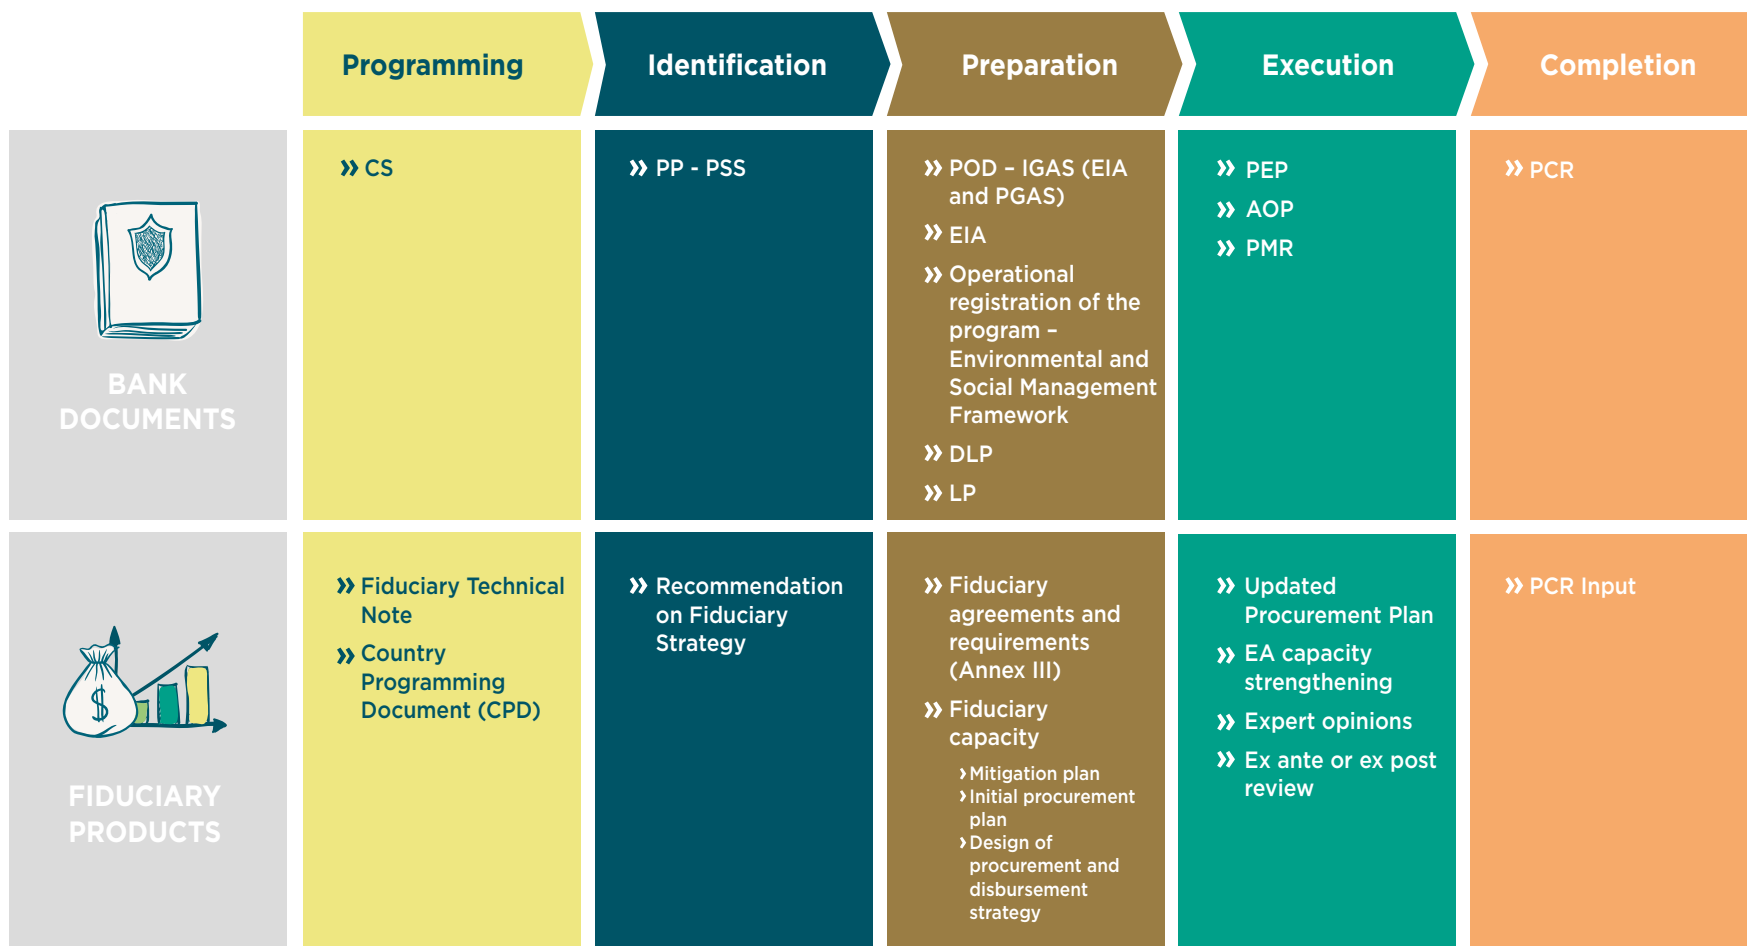 Programming
Identification
Preparation
Execution
Completion
BANK
DOCUMENTS
» CS
» PP - PSS
» POD – IGAS (EIA
and PGAS)
» EIA
» Operational
registration of the
program –
Environmental and
Social Management
Framework
» DLP
» LP
» PEP
» AOP
» PMR
» PCR
$
FIDUCIARY
PRODUCTS
» Fiduciary Technical
Note
» Country
Programming
Document (CPD)
» Recommendation
on Fiduciary
Strategy
» Fiduciary
agreements and
requirements
(Annex III)
» Fiduciary
capacity
› Mitigation plan
› Initial procurement
plan
› Design of
procurement and
disbursement
strategy
» Updated
Procurement Plan
» EA capacity
strengthening
» Expert opinions
» Ex ante or ex post
review
» PCR Input